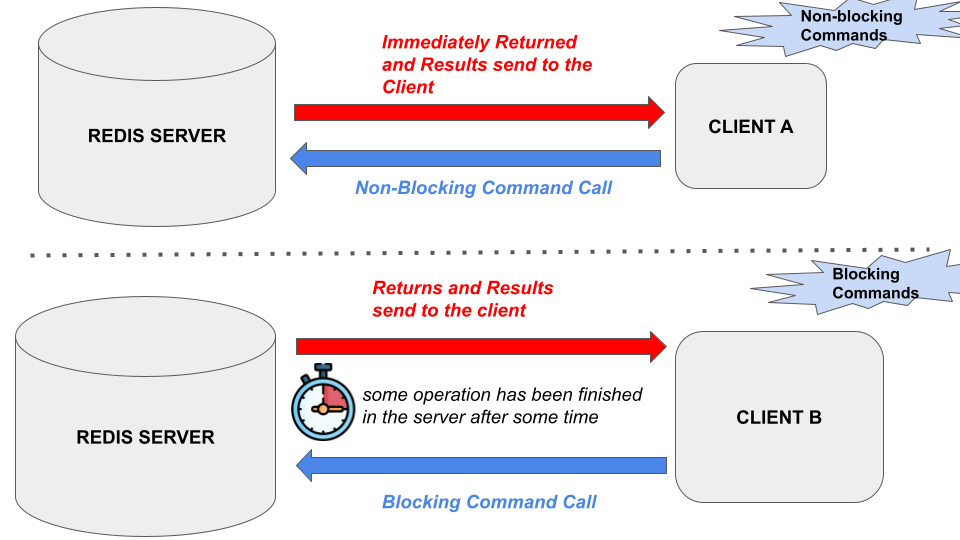 Non-blocking
Commands
Immediately Returned
and Results send to the
Client
REDIS SERVER
CLIENT A
Non-Blocking Command Call
Blocking
Commands
Returns and Results
send to the client
some operation has been finished
in the server after some time
REDIS SERVER
CLIENT B
Blocking Command Call